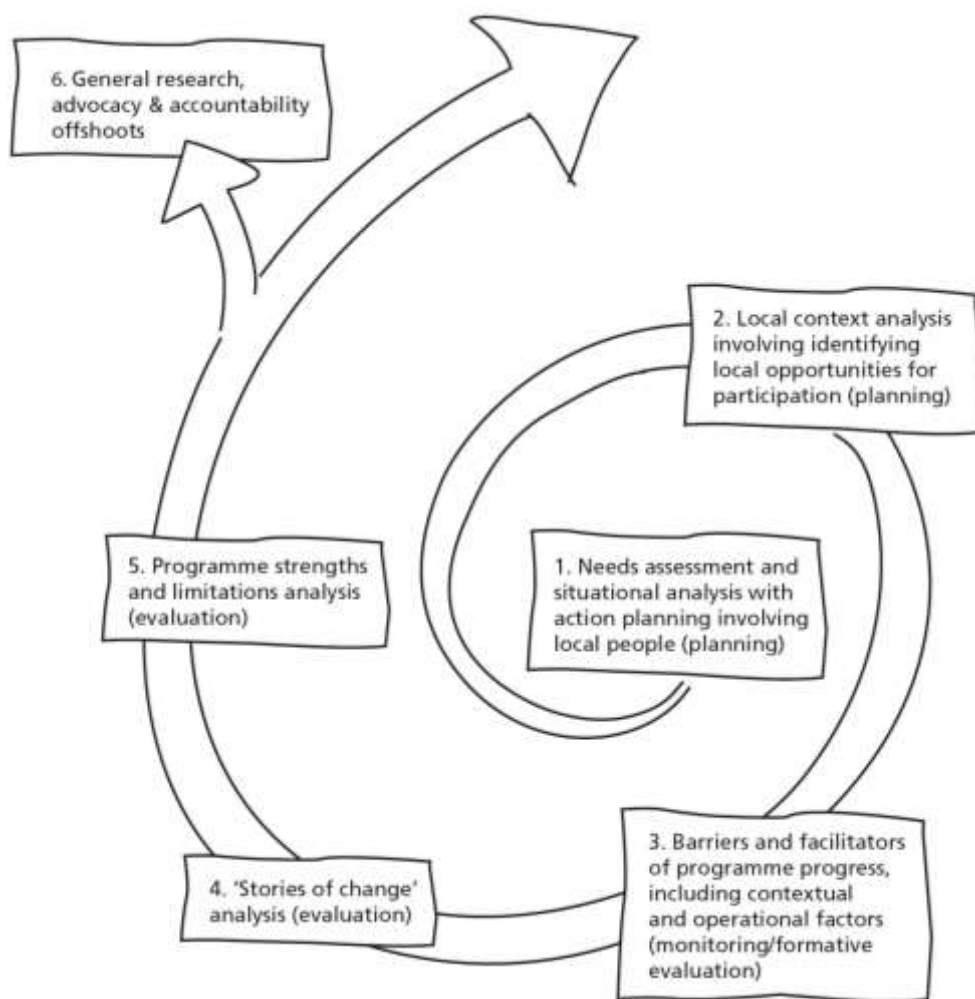 6. General research,
advocacy & accountability
offshoots
2. Local context analysis
involving identifying
local opportunities for
participation (planning)
5. Programme strengths
and limitations analysis
(evaluation)
1. Needs assessment and
situational analysis with
action planning involving
local people (planning)
4. ‘Stories of change’
analysis (evaluation)
3. Barriers and facilitators
of programme progress,
including contextual
and operational factors
(monitoring/formative
evaluation)